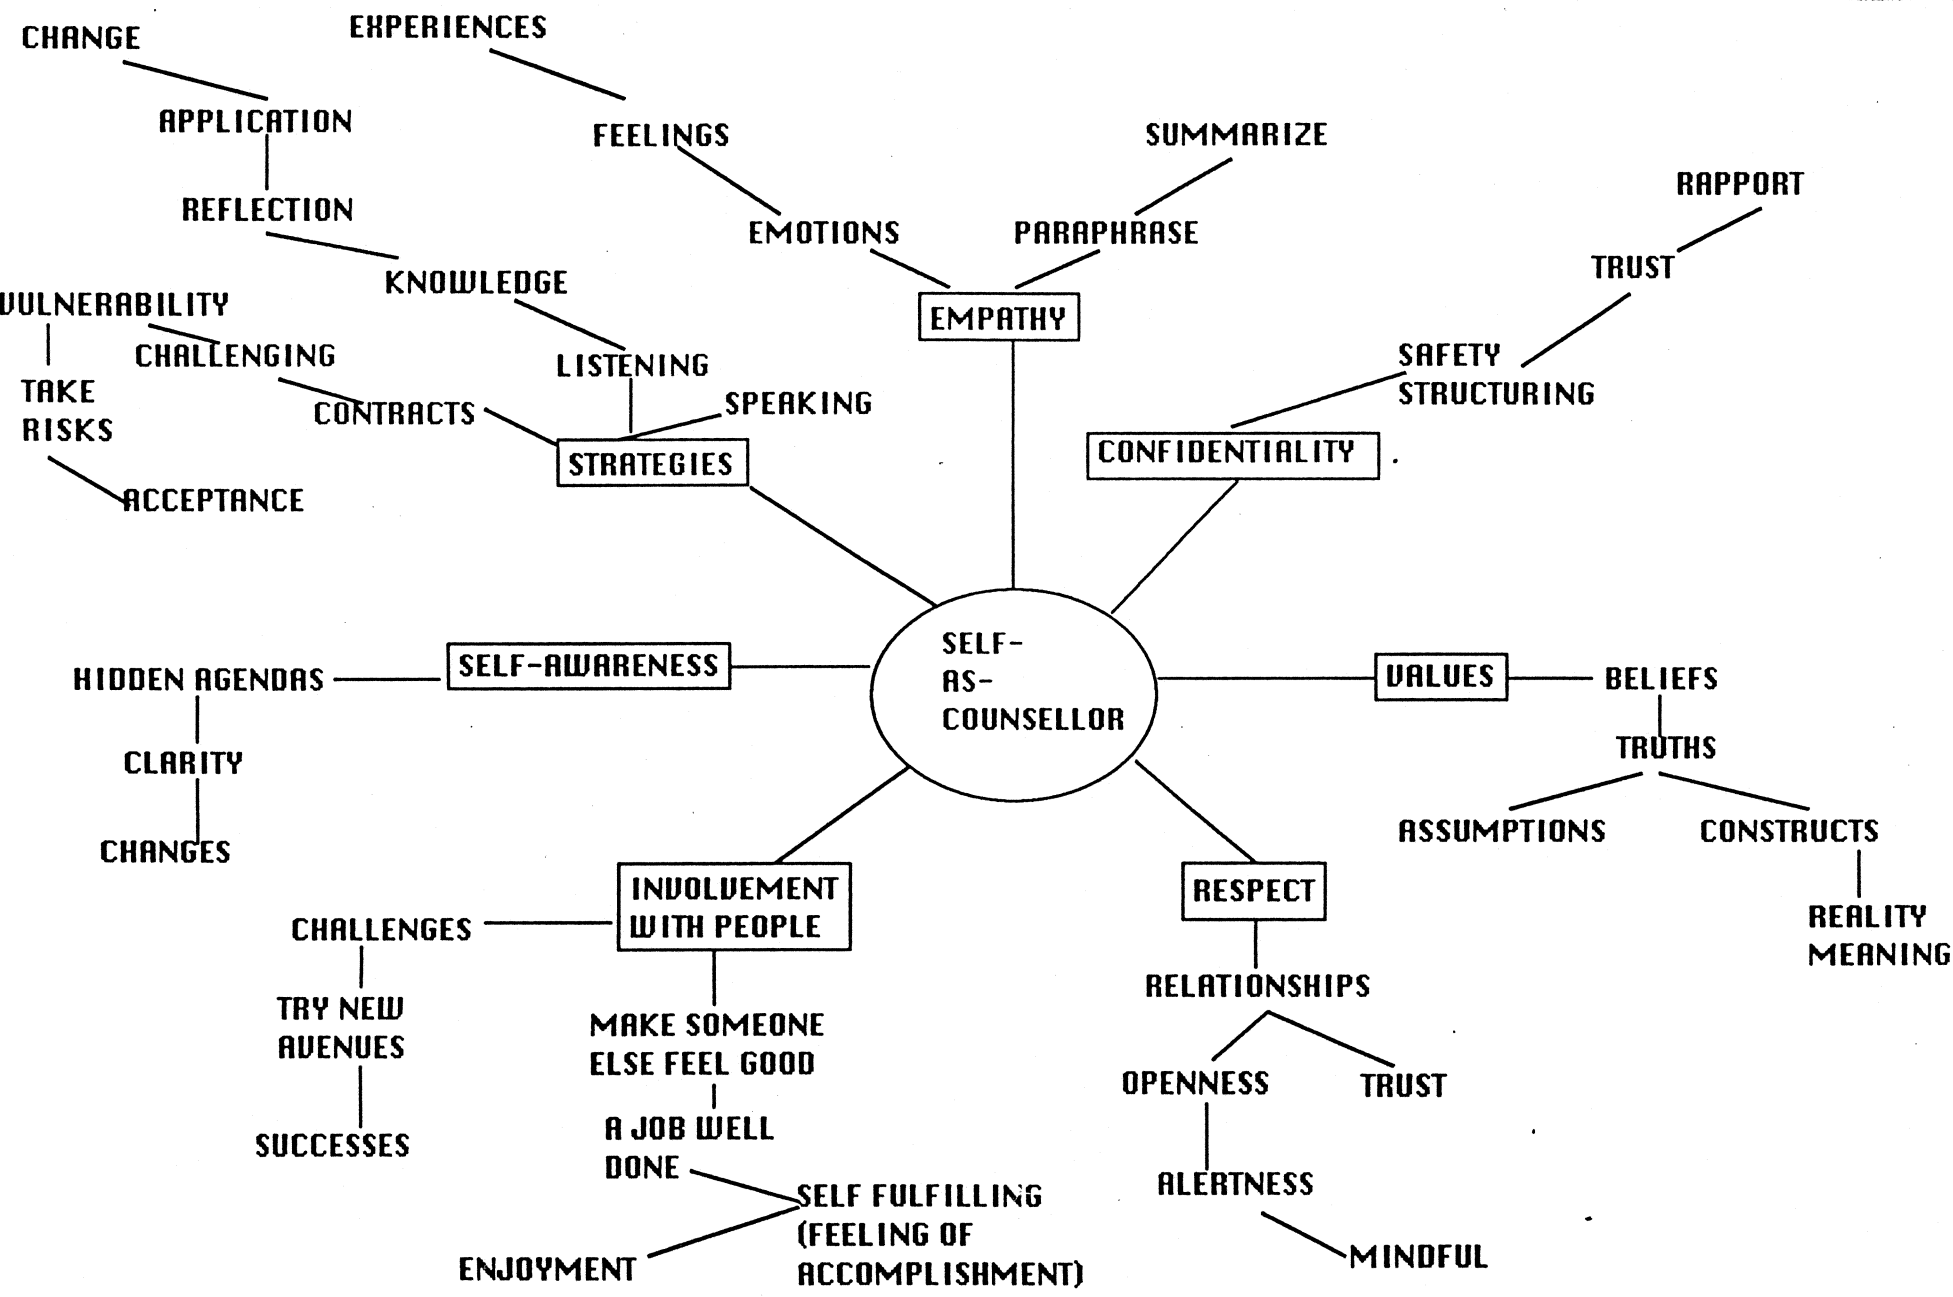 CHANGE
EXPERIENCES
APPLICATION
FEELINGS
SUMMARIZE
RAPPORT
REFLECTION
EMOTIONS
PARAPHRASE
TRUST
KNOWLEDGE
VULNERABILITY
EMPATHY
CHALLENGING
LISTENING
SAFETY
STRUCTURING
TAKE
RISKS
CONTRACTS
SPEAKING
STRATEGIES
CONFIDENTIALITY
ACCEPTANCE
SELF-
AS-
COUNSELLOR
HIDDEN AGENDAS
SELF-AWARENESS
VALUES
BELIEFS
CLARITY
TRUTHS
CHANGES
ASSUMPTIONS
CONSTRUCTS
INVOLVEMENT
WITH PEOPLE
RESPECT
CHALLENGES
REALITY
MEANING
RELATIONSHIPS
TRY NEW
AVENUES
MAKE SOMEONE
ELSE FEEL GOOD
OPENNESS
TRUST
SUCCESSES
A JOB WELL
DONE
ALERTNESS
SELF FULFILLING
(FEELING OF
ACCOMPLISHMENT)
ENJOYMENT
MINDFUL